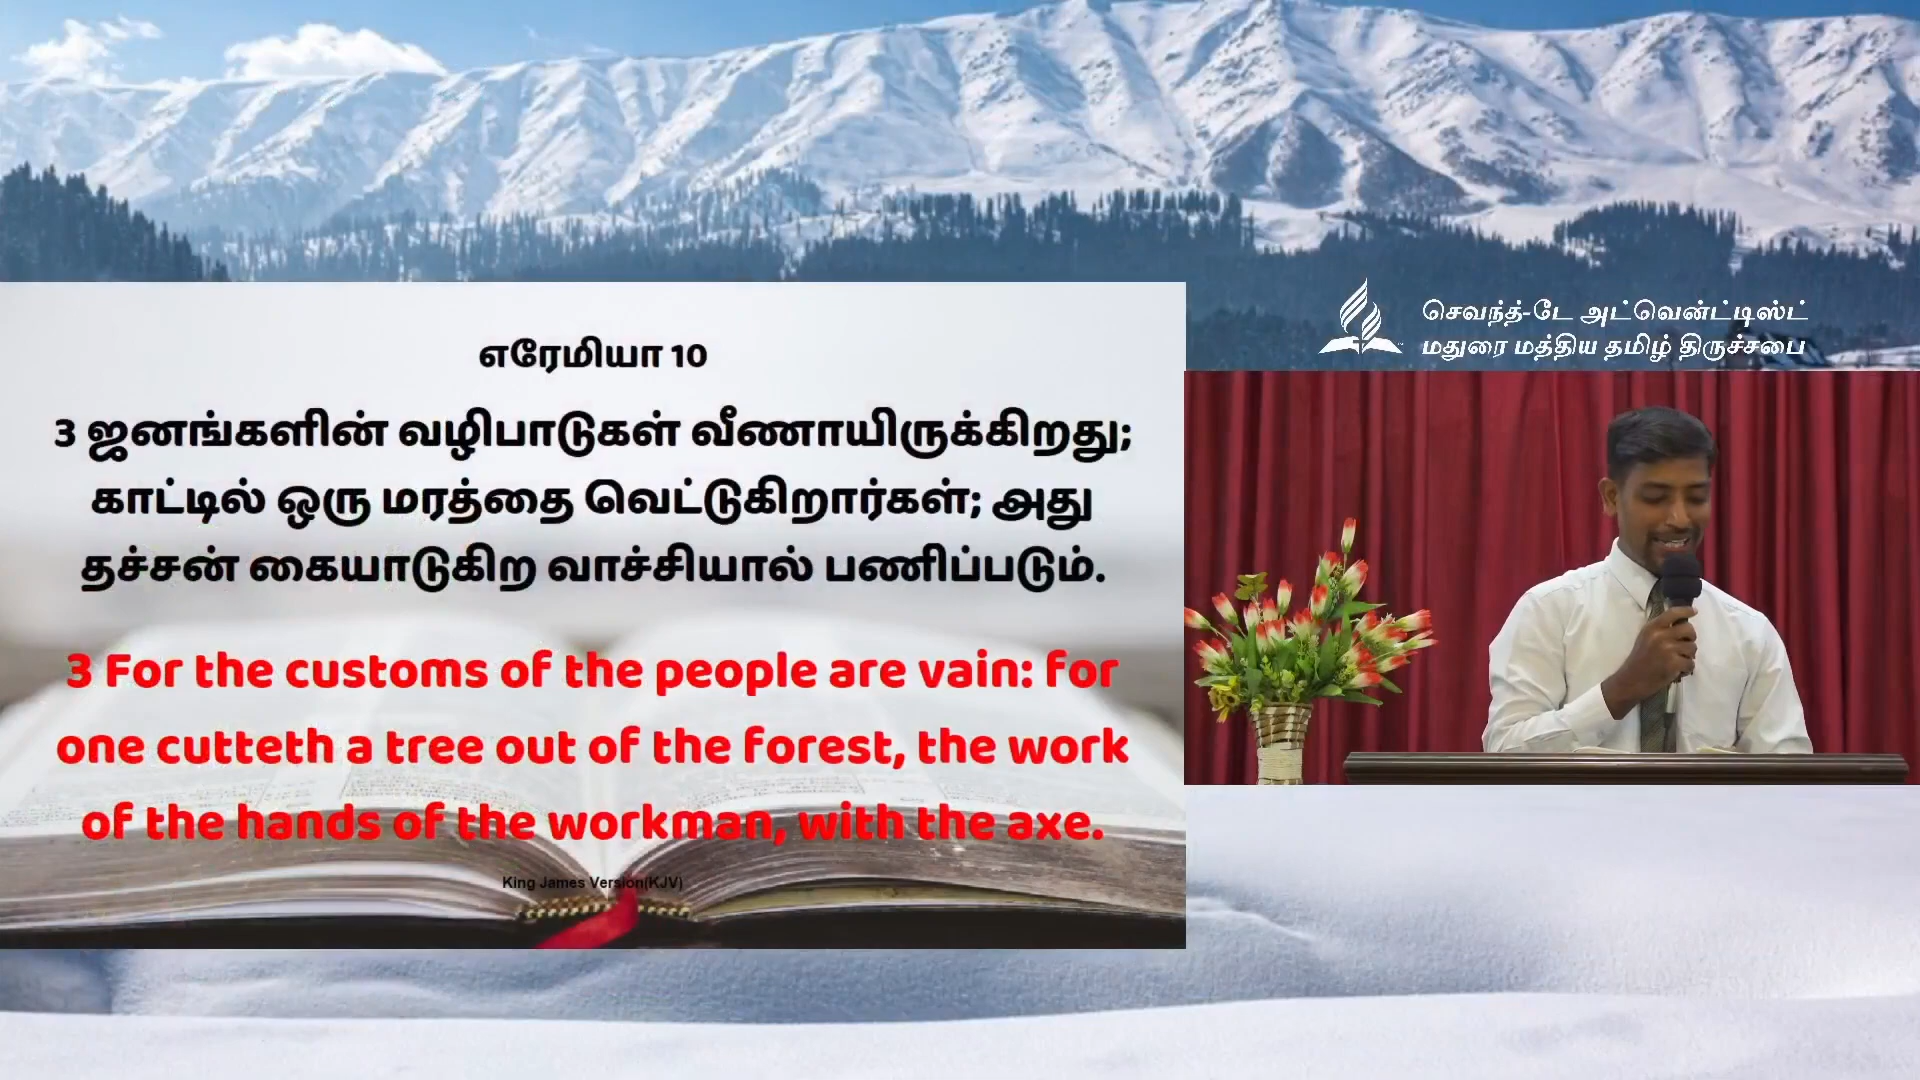 எரேமியா 10
3 ஜனங்களின் வழிபாடுகள் வீணாயிருக்கிறது;
காட்டில் ஒரு மரத்தை வெட்டுகிறார்கள்; அது
தச்சன் கையாடுகிற வாச்சியால் பணிப்படும்.
3 For the customs of the people are vain: for
one cutteth a tree out of the forest, the work
of the hands of the workman, with the axe.
King James Version(KJV)
செவந்த்-டே அட்வென்ட்டிஸ்ட்
மதுரை மத்திய தமிழ் திருச்சபை